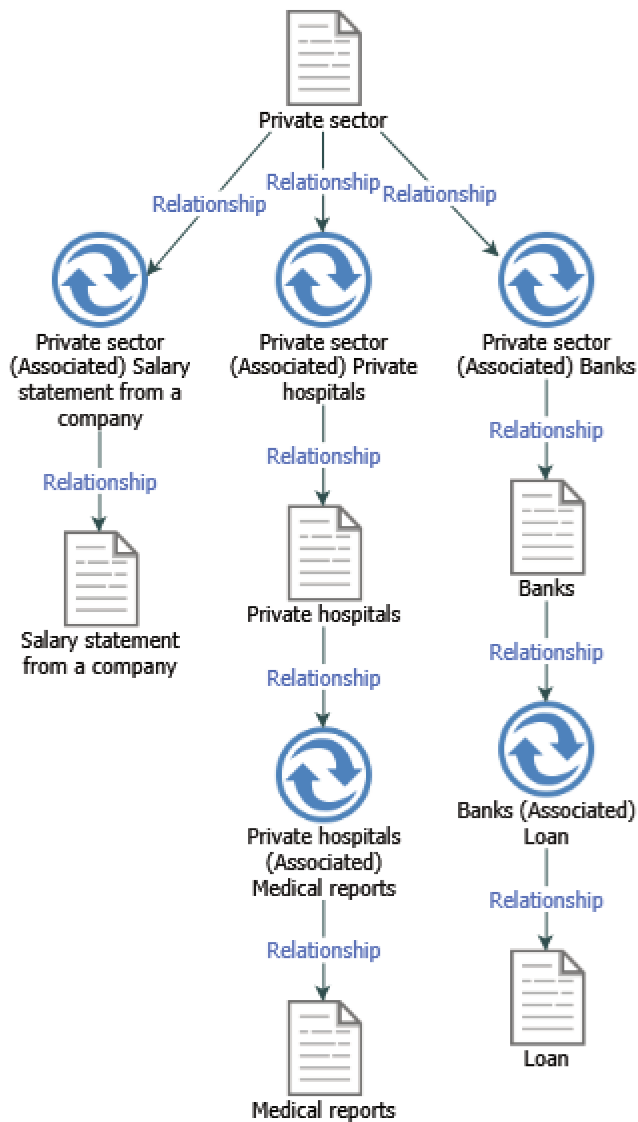 Private sector
Relationship
Relationship
Relationship
Private sector
(Associated) Salary
statement from a
company
Private sector
(Associated) Private
hospitals
Private sector
(Associated) Banks
Relationship
Relationship
Relationship
Salary statement
from a company
Private hospitals
Banks
Relationship
Relationship
Private hospitals
(Associated)
Medical reports
Banks (Associated)
Loan
Relationship
Relationship
Medical reports
Loan